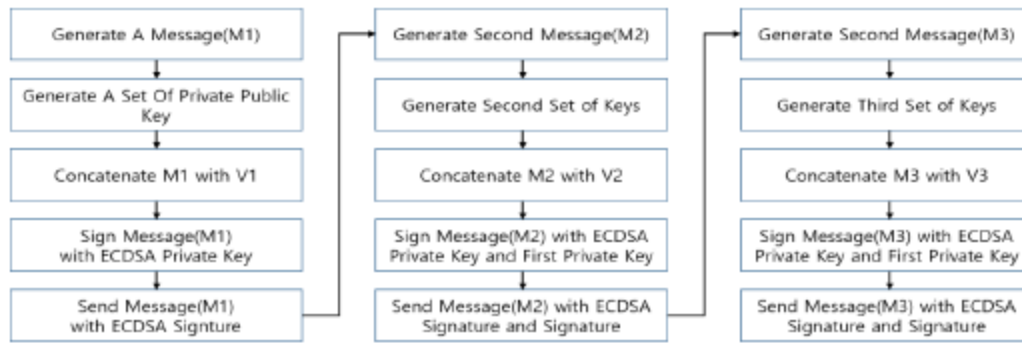 Generate A Message(M1)
Generate A Set Of Private Public
Key
Concatenate M1 with V1
Sign Message(M1)
with ECDSA Private Key
Send Message(M1)
with ECDSA Signture
Generate Second Message(M2)
Generate Second Set of Keys
Concatenate M2 with V2
Sign Message(M2) with ECDSA
Private Key and First Private Key
Send Message(M2) with ECDSA
Signature and Signature
Generate Second Message(M3)
Generate Third Set of Keys
Concatenate M3 with V3
Sign Message(M3) with ECDSA
Private Key and First Private Key
Send Message(M3) with ECDSA
Signature and Signature